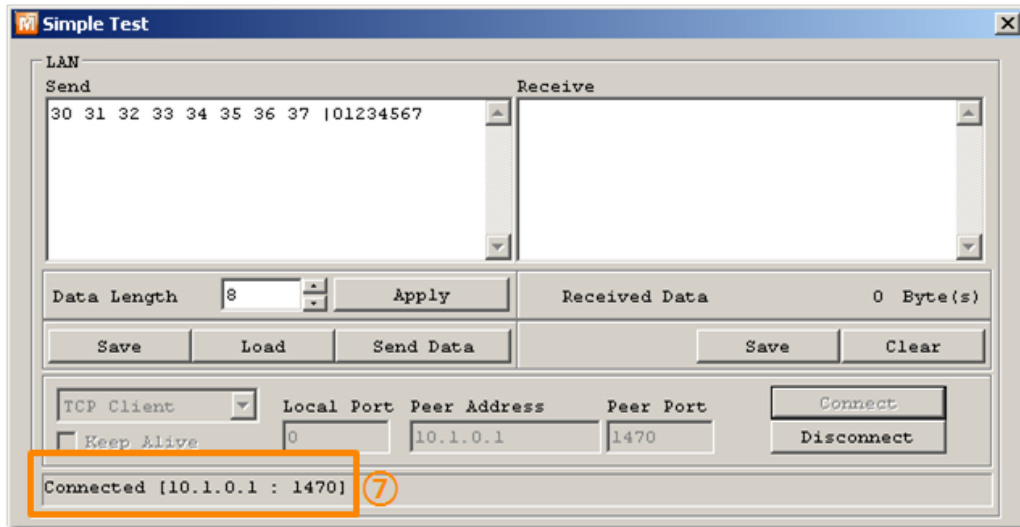 Simple Test
LAN
Send
Receive
30 31 32 33 34 35 36 37 |01234567
Data Length 8 Apply
Received Data 0 Byte(s)
Save Load Send Data
Save Clear
TCP Client
Local Port Peer Address Peer Port
Connect
Keep Alive
0 10.1.0.1 1470
Disconnect
Connected [10.1.0.1 : 1470] ⑦